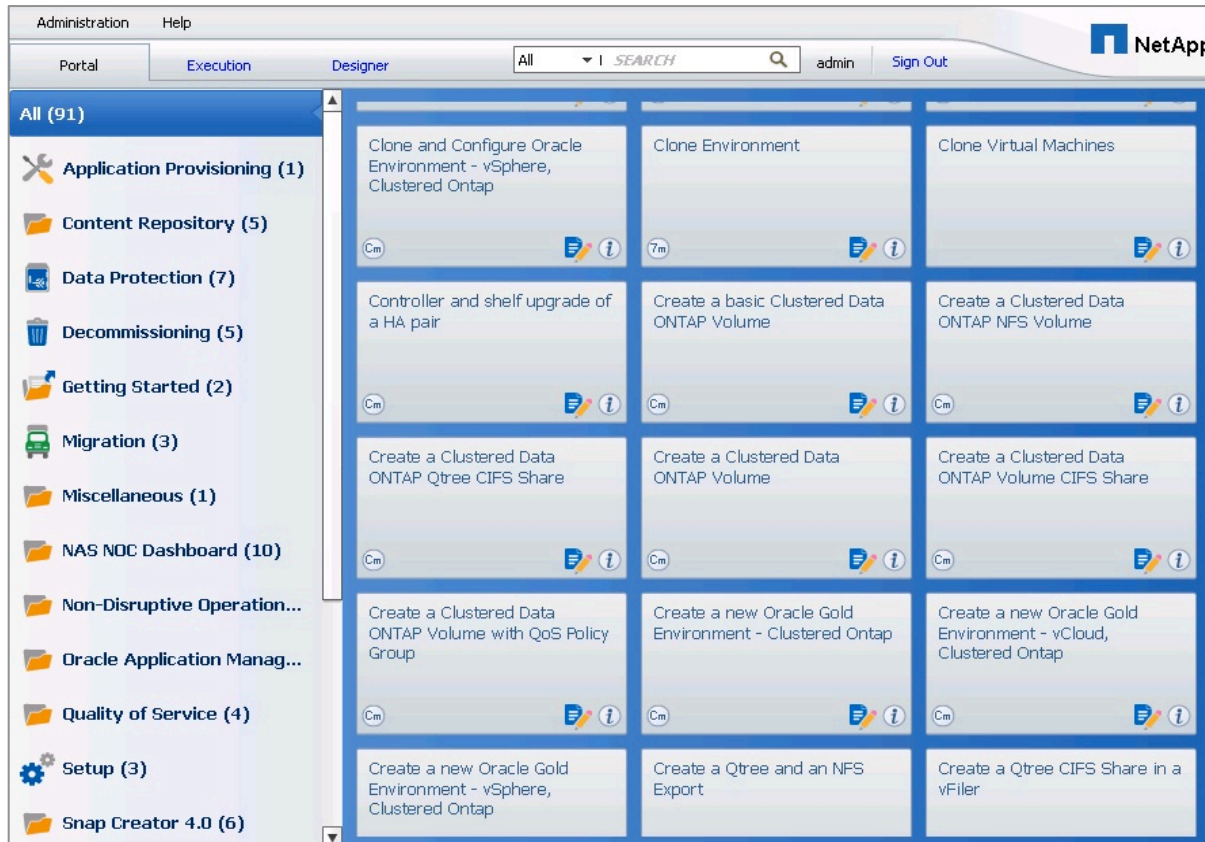 Administration Help
NetApp
Portal Execution Designer All SEARCH admin Sign Out
All (91)
Application Provisioning (1)
Content Repository (5)
Data Protection (7)
Decommissioning (5)
Getting Started (2)
Migration (3)
Miscellaneous (1)
NAS NOC Dashboard (10)
Non-Disruptive Operation...
Oracle Application Manag...
Quality of Service (4)
Setup (3)
Snap Creator 4.0 (6)
Clone and Configure Oracle
Environment - vSphere,
Clustered Ontap
Cm
Clone Environment
7m
Clone Virtual Machines
Controller and shelf upgrade of
a HA pair
Cm
Create a basic Clustered Data
ONTAP Volume
Cm
Create a Clustered Data
ONTAP NFS Volume
Cm
Create a Clustered Data
ONTAP Qtree CIFS Share
Cm
Create a Clustered Data
ONTAP Volume
Cm
Create a Clustered Data
ONTAP Volume CIFS Share
Cm
Create a Clustered Data
ONTAP Volume with QoS Policy
Group
Cm
Create a new Oracle Gold
Environment - Clustered Ontap
Cm
Create a new Oracle Gold
Environment - vCloud,
Clustered Ontap
Cm
Create a new Oracle Gold
Environment - vSphere,
Clustered Ontap
Create a Qtree and an NFS
Export
Create a Qtree CIFS Share in a
vFiler